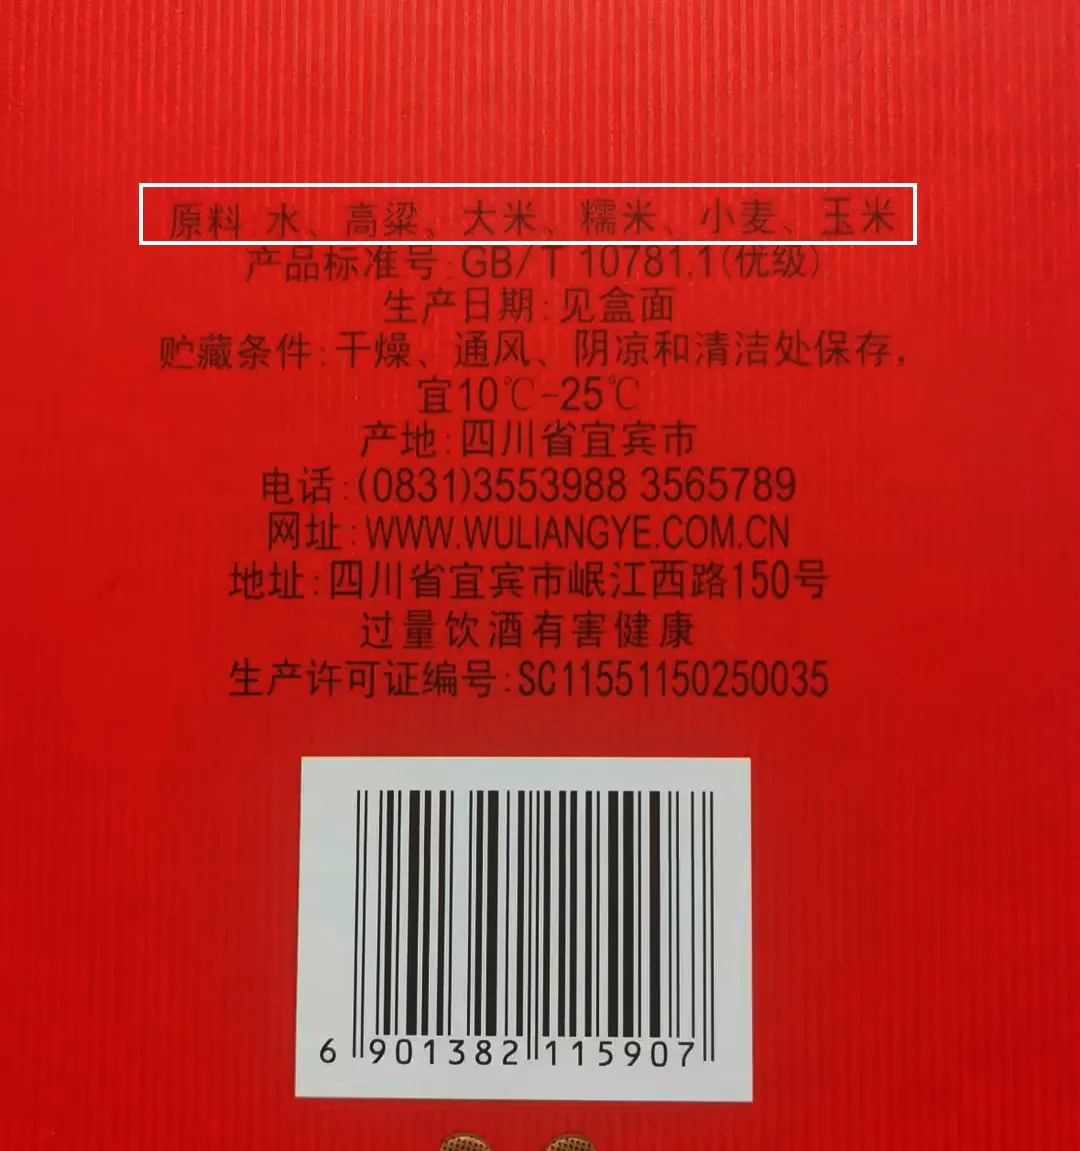 原料:水、高粱、大米、糯米、小麦、玉米
产品标准号:GB/T 10781.1(优级)
生产日期:见盒面
贮藏条件:干燥、通风、阴凉和清洁处保存,
宜10℃-25℃
产地:四川省宜宾市
电话:(0831)3553988 3565789
网址:WWW.WULIANGYE.COM.CN
地址:四川省宜宾市岷江西路150号
过量饮酒有害健康
生产许可证编号:SC11551150250035
6 901382 115907